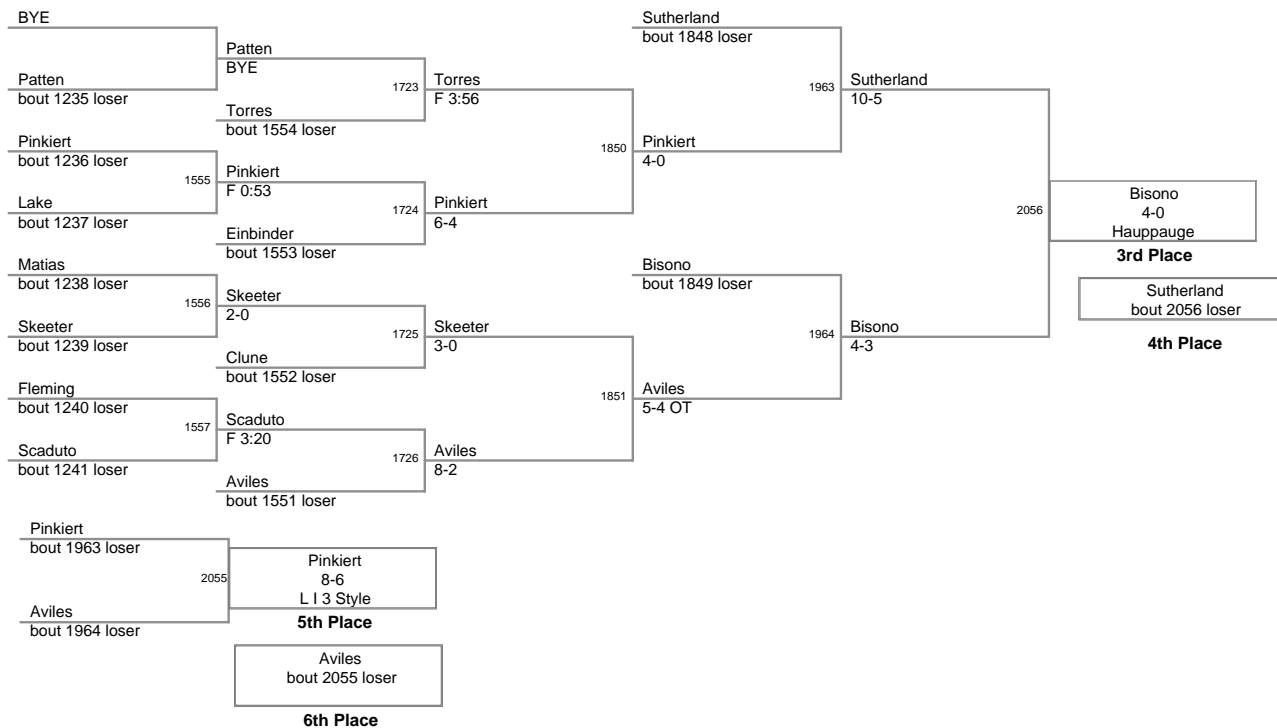 BYE
Patten
bout 1235 loser
Pinkiert
bout 1236 loser
Lake
bout 1237 loser
Matias
bout 1238 loser
Skeeter
bout 1239 loser
Fleming
bout 1240 loser
Scaduto
bout 1241 loser
1555
1556
1557
Patten
BYE
Torres
bout 1554 loser
Pinkiert
F 0:53
Einbinder
bout 1553 loser
Skeeter
2-0
Clune
bout 1552 loser
Scaduto
F 3:20
Aviles
bout 1551 loser
1723
1724
1725
1726
Torres
F 3:56
Pinkiert
6-4
Skeeter
3-0
Aviles
8-2
1850
1851
Sutherland
bout 1848 loser
Pinkiert
4-0
Bisono
bout 1849 loser
Aviles
5-4 OT
1963
1964
Sutherland
10-5
Bisono
4-3
2056
Bisono
4-0
Hauppauge
3rd Place
Sutherland
bout 2056 loser
4th Place
Pinkiert
bout 1963 loser
Aviles
bout 1964 loser
2055
Pinkiert
8-6
L I 3 Style
5th Place
Aviles
bout 2055 loser
6th Place